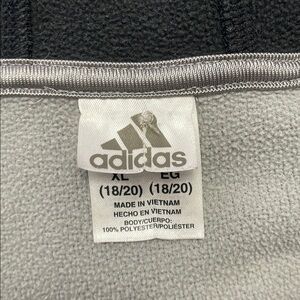 adidas
XL EG
(18/20) (18/20)
MADE IN VIETNAM
HECHO EN VIETNAM
BODY/CUERPO:
100% POLYESTER/POLIÉSTER